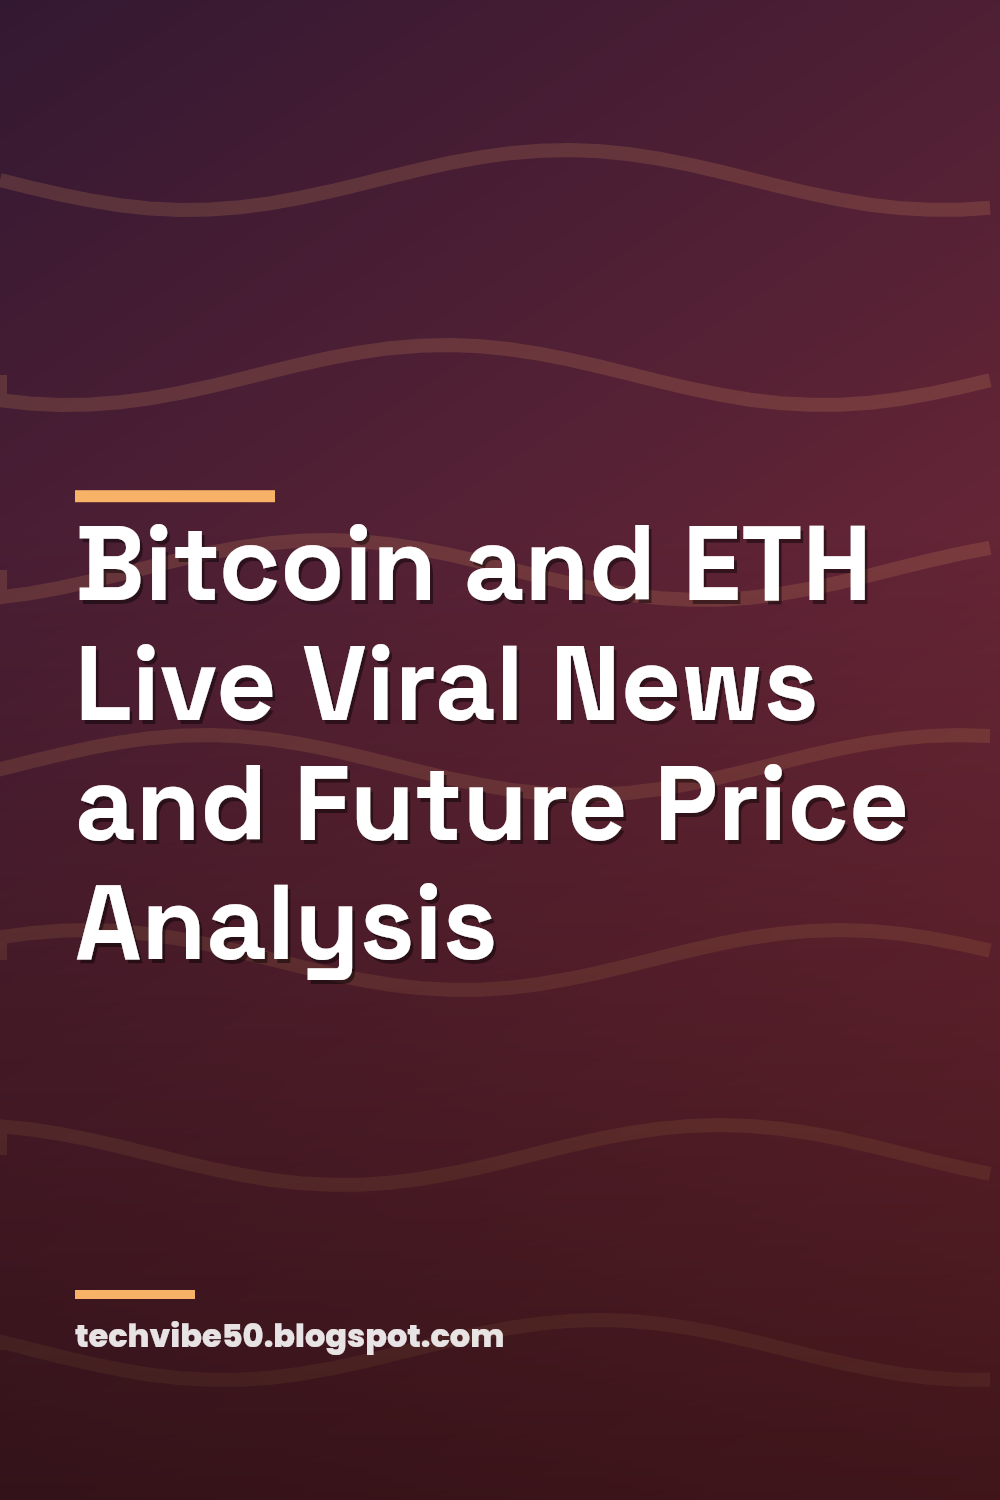 Bitcoin and ETH
Live Viral News
and Future Price
Analysis
techvibe50.blogspot.com